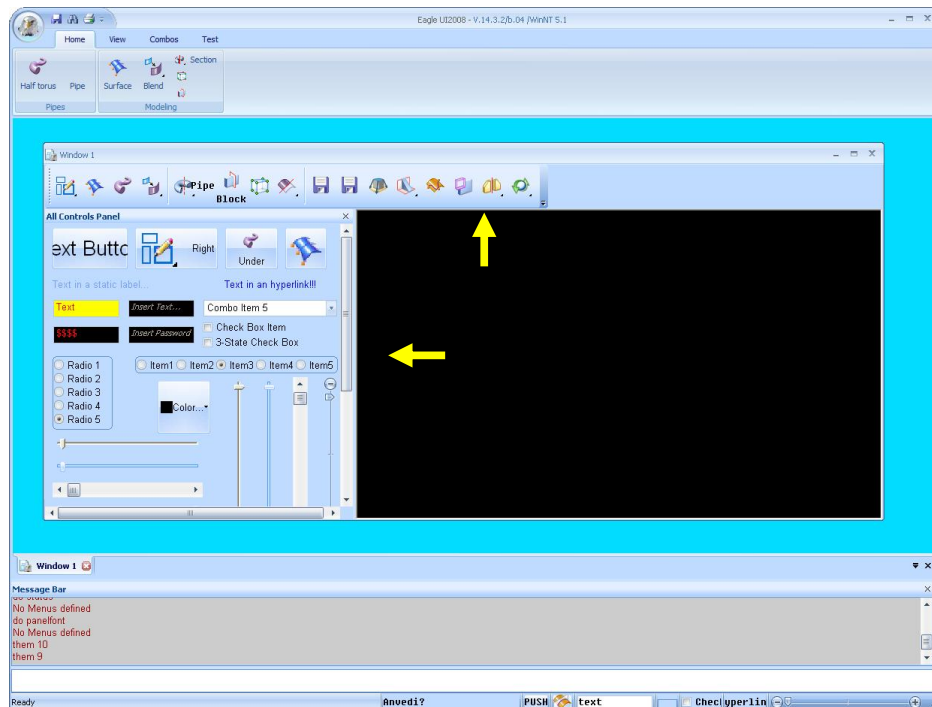 Eagle UI2008 - V.14.3.2/b.04 /WinNT 5.1
Home View Combos Test
Section
Half torus Pipe Surface Blend
Pipes Modeling
Window 1
Pipe
Block
All Controls Panel
ext Butto Right
Under
Text in a static label... Text in an hyperlink!!!
Text Insert Text... Combo Item 5
Check Box Item
$$$$ Insert Password
3-State Check Box
Radio 1 Item1 Item2 Item3 Item4 Item5
Radio 2
Radio 3
Radio 4 Color...
Radio 5
Window 1
Message Bar
do status
No Menus defined
do panelfont
No Menus defined
them 10
them 9
Ready Anvedi? PUSH text Check yperlin